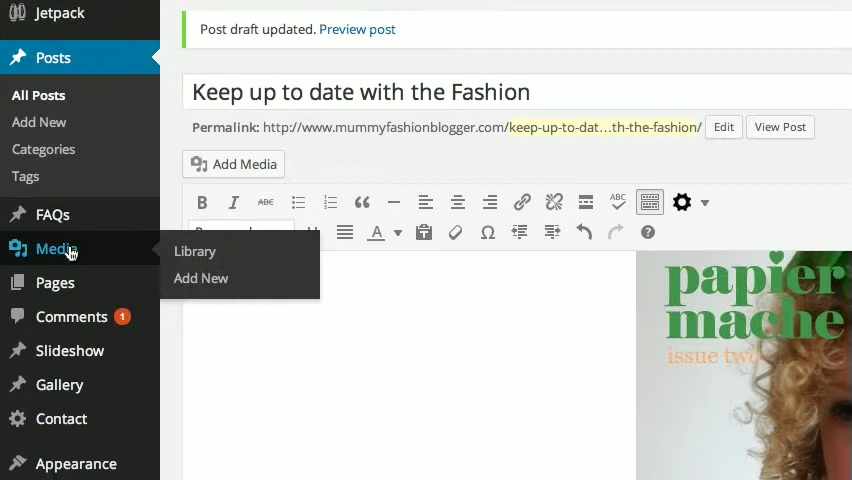 Jetpack
Post draft updated. Preview post
Posts
Keep up to date with the Fashion
All Posts
Permalink: http://www.mummyfashionblogger.com/keep-up-to-dat...th-the-fashion/ Edit View Post
Add New
Categories
Add Media
Tags
B I ABC ABC
FAQs
A
Media
Library
Add New
Pages
Comments 1
Slideshow
Gallery
Contact
Appearance
papier
mache
issue two